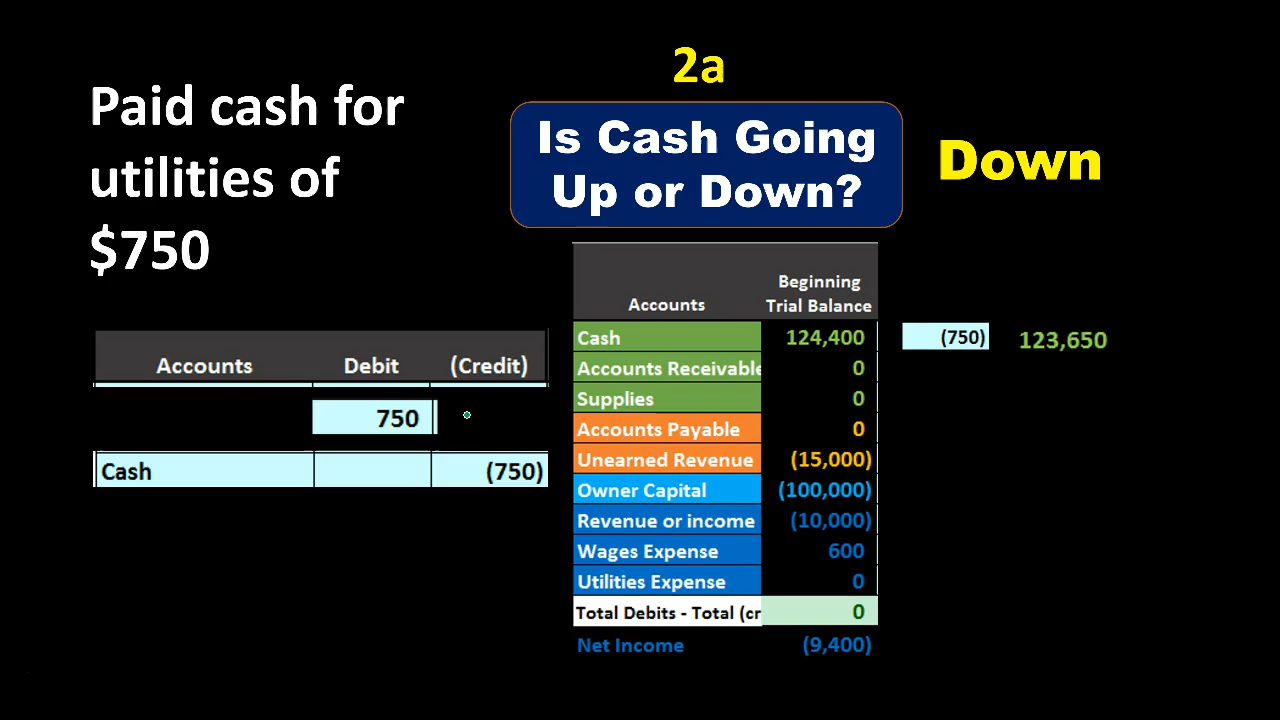 2a
Paid cash for
utilities of
$750
Is Cash Going
Up or Down?
Down
Accounts Debit (Credit)
750
Cash (750)
Beginning
Accounts Trial Balance
Cash 124,400 (750) 123,650
Accounts Receivable 0
Supplies 0
Accounts Payable 0
Unearned Revenue (15,000)
Owner Capital (100,000)
Revenue or income (10,000)
Wages Expense 600
Utilities Expense 0
Total Debits - Total (cr 0
Net Income (9,400)